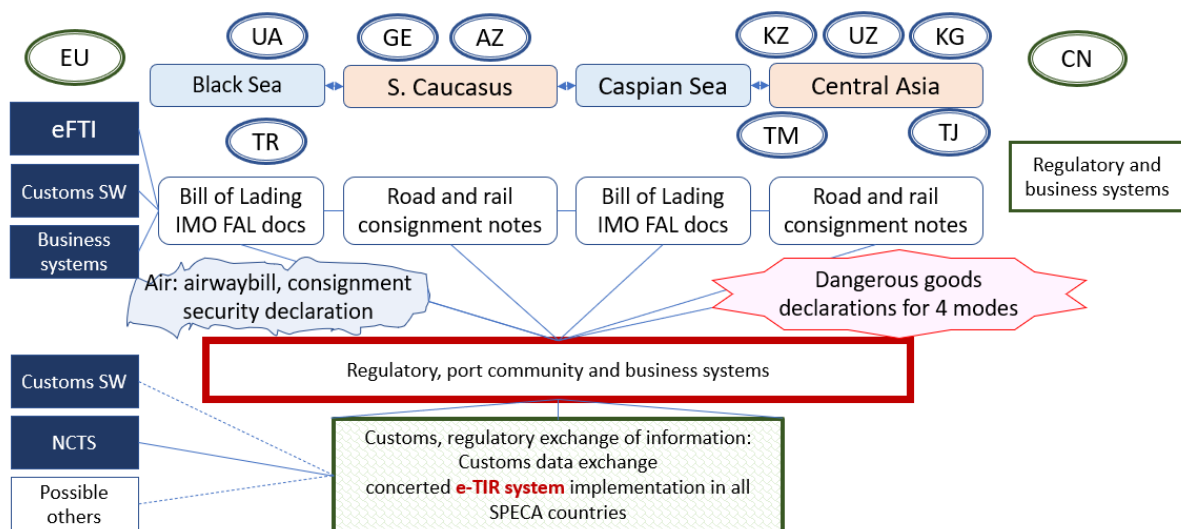 UA
GE
AZ
KZ
UZ
KG
EU
CN
Black Sea
S. Caucasus
Caspian Sea
Central Asia
TR
TM
TJ
eFTI
Customs SW
Business
systems
Bill of Lading
IMO FAL docs
Road and rail
consignment notes
Bill of Lading
IMO FAL docs
Road and rail
consignment notes
Regulatory and
business systems
Air: airwaybill, consignment
security declaration
Dangerous goods
declarations for 4 modes
Regulatory, port community and business systems
Customs SW
NCTS
Possible
others
Customs, regulatory exchange of information:
Customs data exchange
concerted e-TIR system implementation in all
SPECA countries